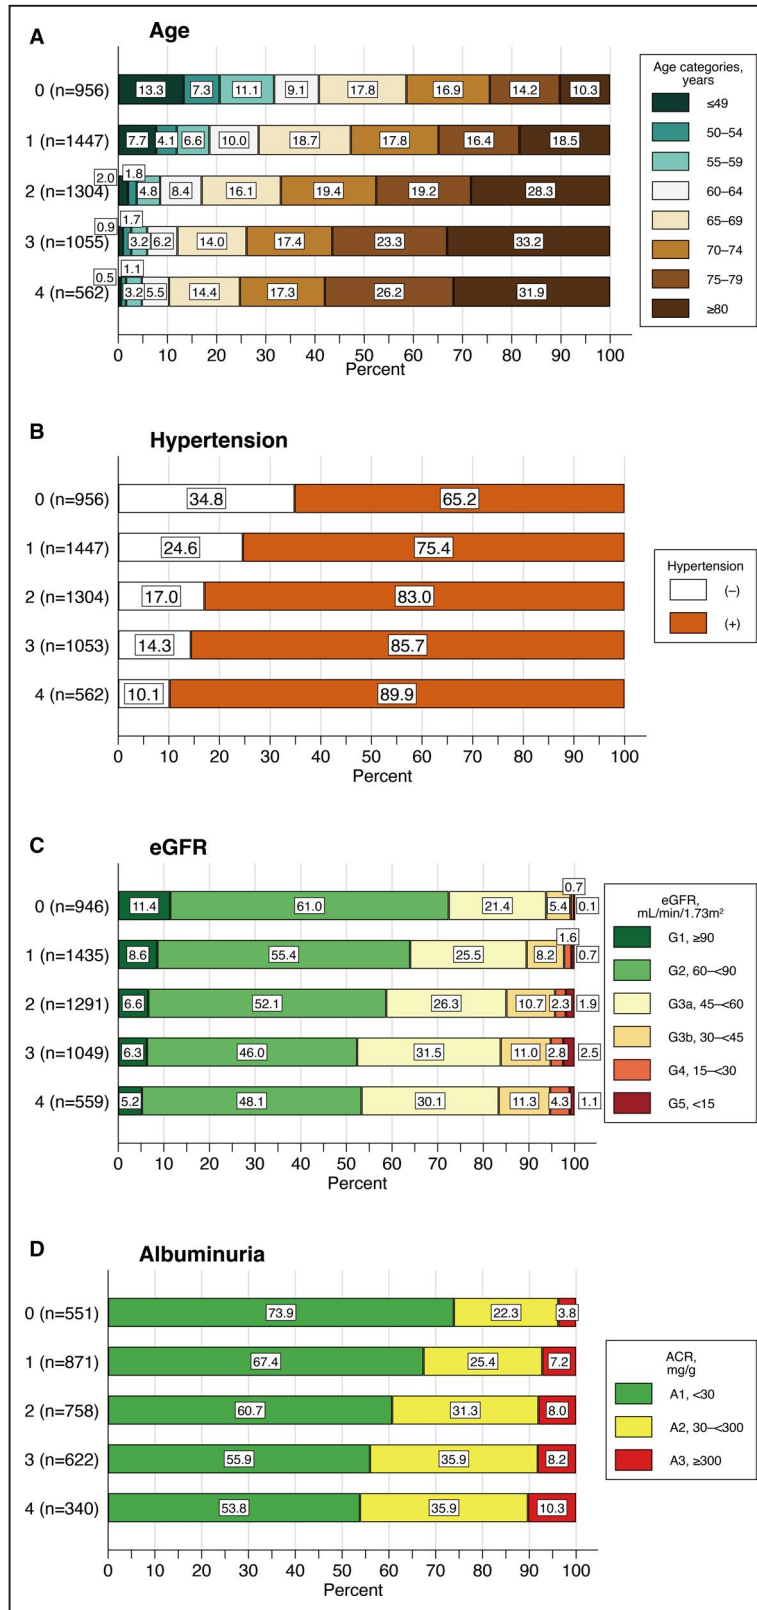 A
Age
0 (n=956)
13.3 7.3 11.1 9.1 17.8 16.9 14.2 10.3
1 (n=1447)
7.7 4.1 6.6 10.0 18.7 17.8 16.4 18.5
2 (n=1304)
2.0 1.8 4.8 8.4 16.1 19.4 19.2 28.3
3 (n=1055)
0.9 1.7 3.2 6.2 14.0 17.4 23.3 33.2
4 (n=562)
0.5 1.1 3.2 5.5 14.4 17.3 26.2 31.9
0 10 20 30 40 50 60 70 80 90 100
Percent
Age categories,
years
≤49
50–54
55–59
60–64
65–69
70–74
75–79
≥80
B
Hypertension
0 (n=956)
34.8 65.2
1 (n=1447)
24.6 75.4
2 (n=1304)
17.0 83.0
3 (n=1053)
14.3 85.7
4 (n=562)
10.1 89.9
0 10 20 30 40 50 60 70 80 90 100
Percent
Hypertension
(–)
(+)
C
eGFR
0 (n=946)
11.4 61.0 21.4 5.4 0.7 0.1
1 (n=1435)
8.6 55.4 25.5 8.2 1.6 0.7
2 (n=1291)
6.6 52.1 26.3 10.7 2.3 1.9
3 (n=1049)
6.3 46.0 31.5 11.0 2.8 2.5
4 (n=559)
5.2 48.1 30.1 11.3 4.3 1.1
0 10 20 30 40 50 60 70 80 90 100
Percent
eGFR,
mL/min/1.73m²
G1, ≥90
G2, 60–<90
G3a, 45–<60
G3b, 30–<45
G4, 15–<30
G5, <15
D
Albuminuria
0 (n=551)
73.9 22.3 3.8
1 (n=871)
67.4 25.4 7.2
2 (n=758)
60.7 31.3 8.0
3 (n=622)
55.9 35.9 8.2
4 (n=340)
53.8 35.9 10.3
0 10 20 30 40 50 60 70 80 90 100
Percent
ACR,
mg/g
A1, <30
A2, 30–<300
A3, ≥300